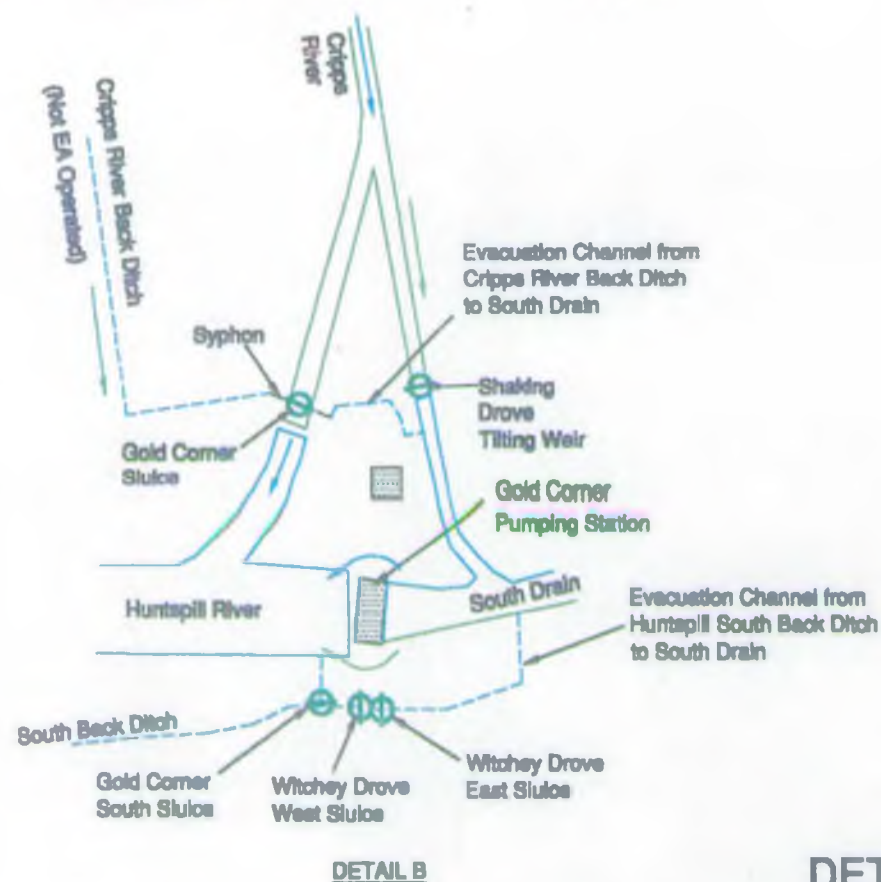 Cripps
River
Cripps River Back Ditch
(Not EA Operated)
Evacuation Channel from
Cripps River Back Ditch
to South Drain
Syphon
Shaking
Drove
Tilting Weir
Gold Corner
Sluice
Gold Corner
Pumping Station
Huntspill River
South Drain
Evacuation Channel from
Huntspill South Back Ditch
to South Drain
South Back Ditch
Gold Corner
South Sluice
Witchey Drove
West Sluice
Witchey Drove
East Sluice
DETAIL B
DET